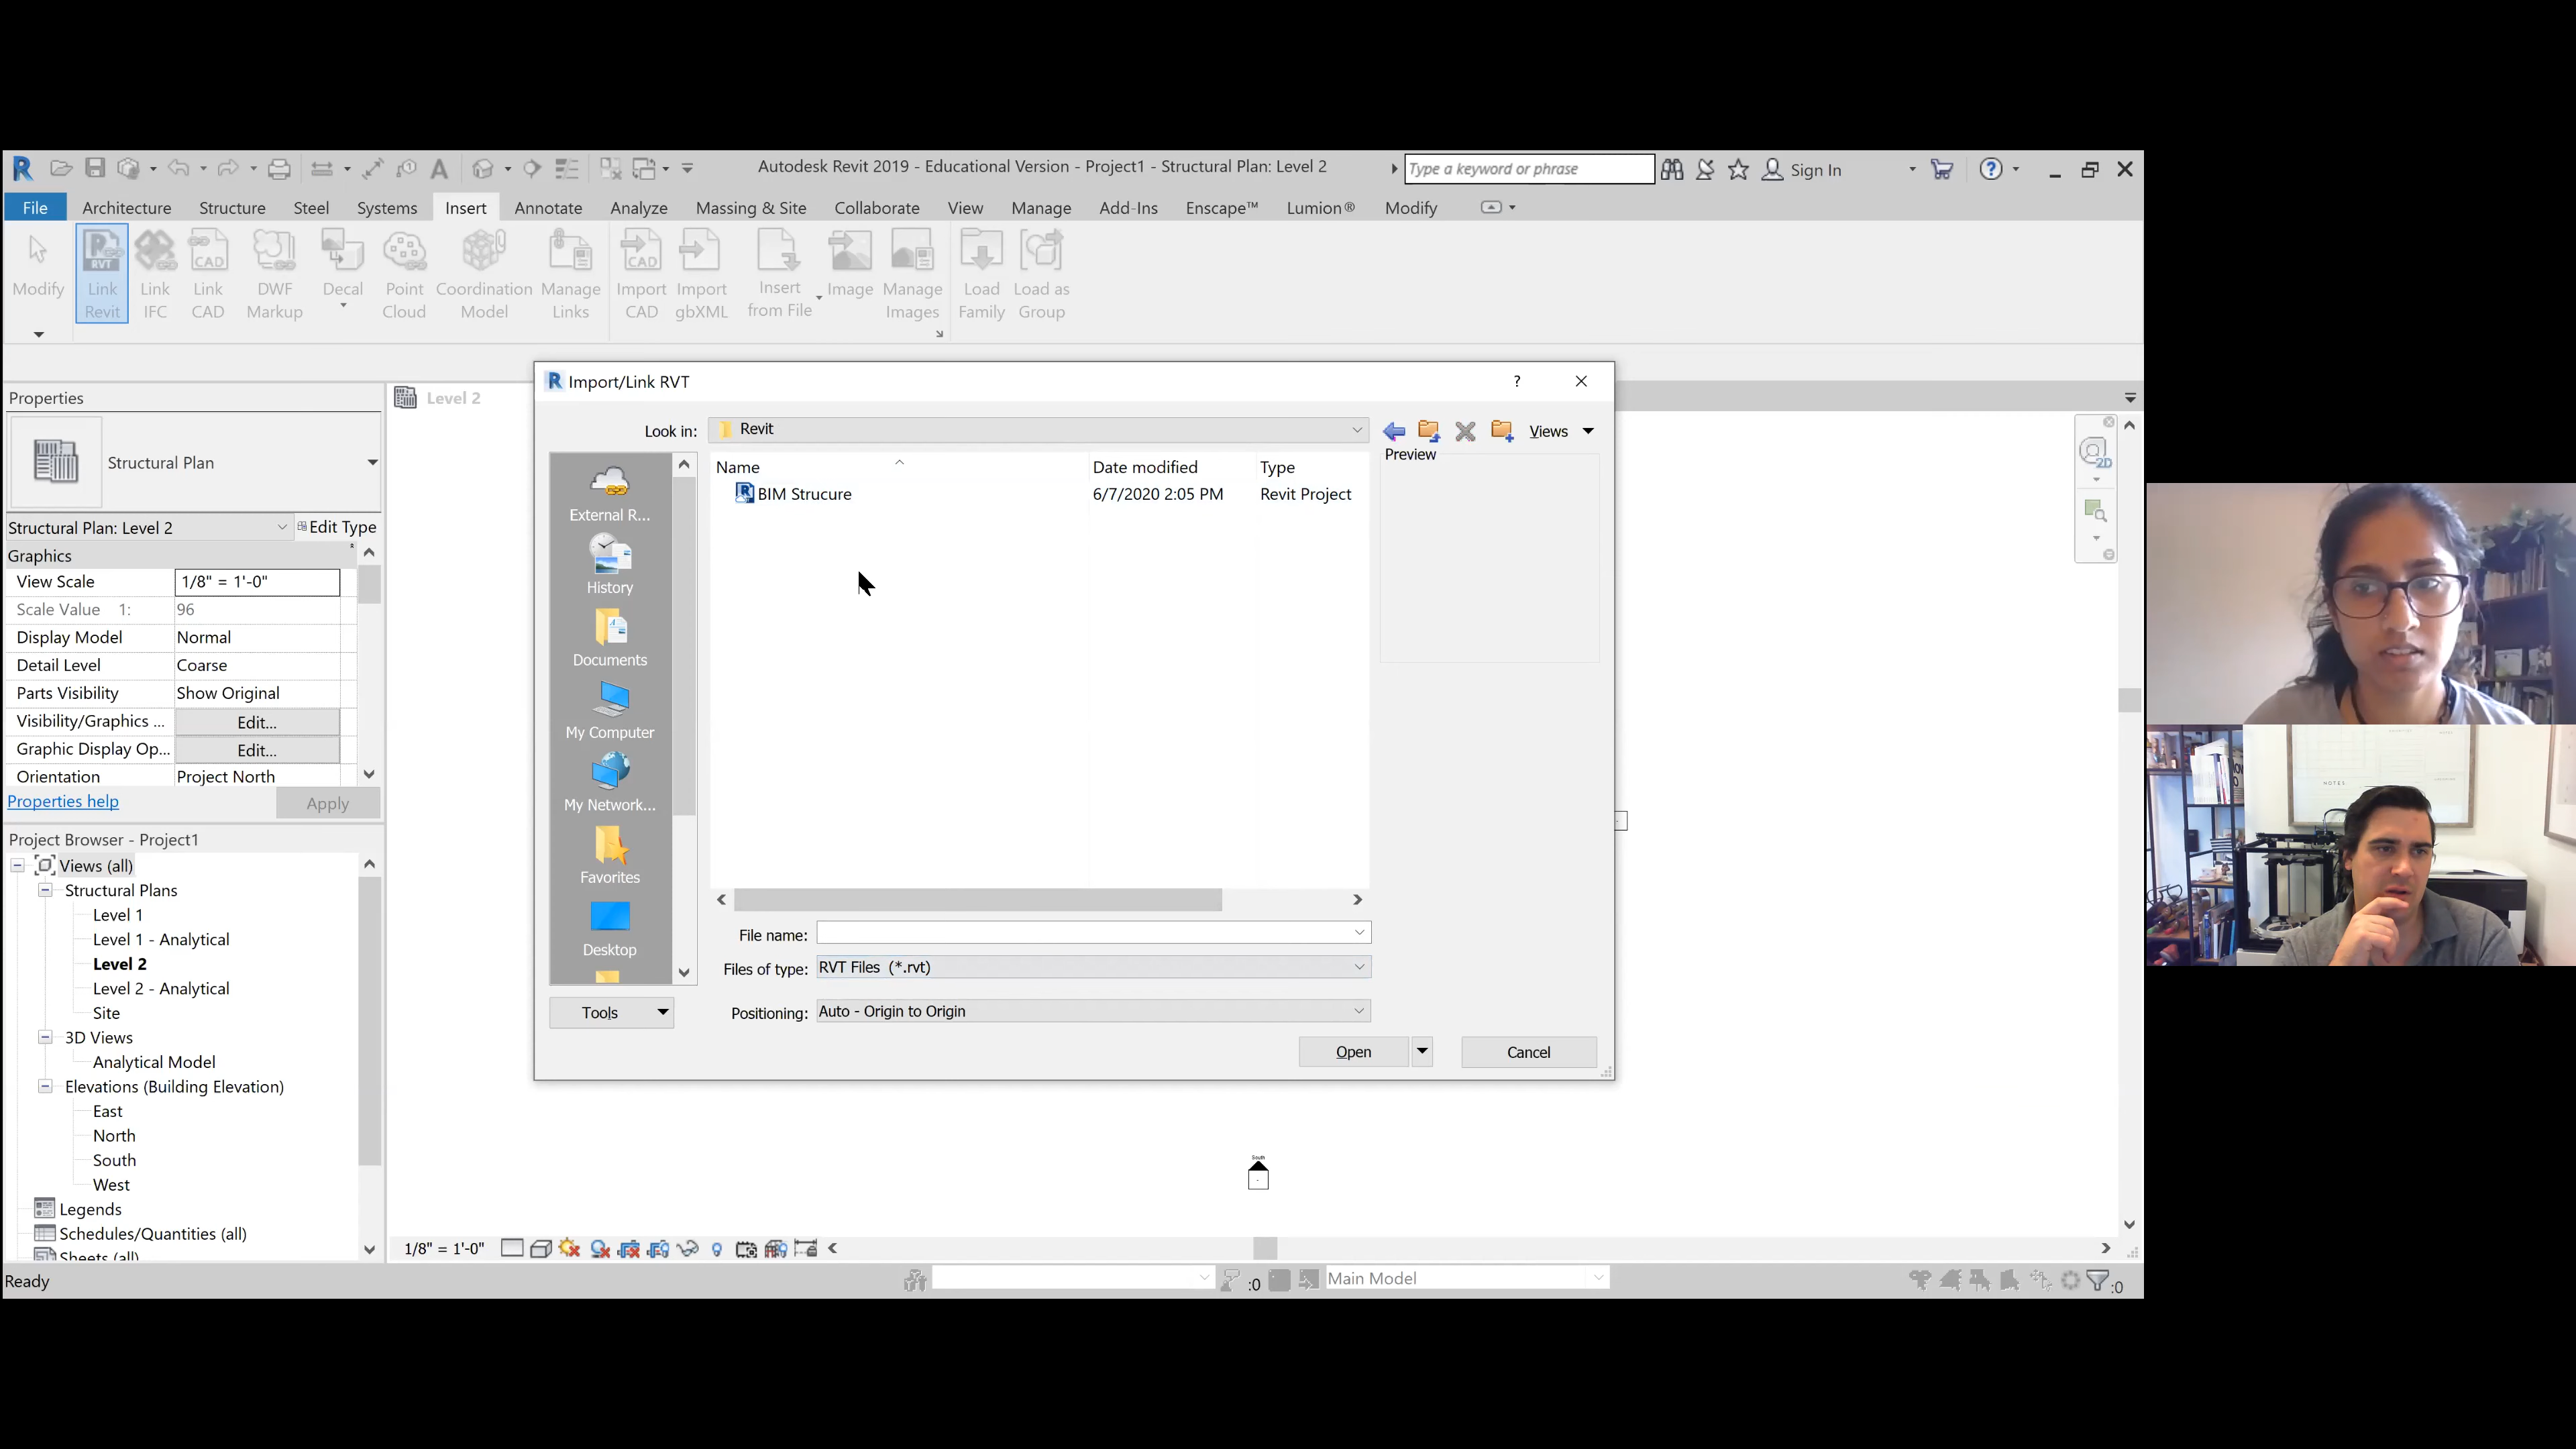 Autodesk Revit 2019 - Educational Version - Project1 - Structural Plan: Level 2
Type a keyword or phrase
Sign In
File Architecture Structure Steel Systems Insert Annotate Analyze Massing & Site Collaborate View Manage Add-Ins Enscape™ Lumion® Modify
Modify
Link Revit
Link IFC
Link CAD
DWF Markup
Decal
Point Cloud
Coordination Model
Manage Links
Import CAD
Import gbXML
Insert from File
Image
Manage Images
Load Family
Load as Group
Properties
Structural Plan
Structural Plan: Level 2
Edit Type
Graphics
View Scale 1/8" = 1'-0"
Scale Value 1: 96
Display Model Normal
Detail Level Coarse
Parts Visibility Show Original
Visibility/Graphics ... Edit...
Graphic Display Op... Edit...
Orientation Project North
Properties help
Apply
Project Browser - Project1
Views (all)
Structural Plans
Level 1
Level 1 - Analytical
Level 2
Level 2 - Analytical
Site
3D Views
Analytical Model
Elevations (Building Elevation)
East
North
South
West
Legends
Schedules/Quantities (all)
Sheets (all)
Level 2
Import/Link RVT
?
Look in: Revit
Views
Preview
Name Date modified Type
BIM Strucure 6/7/2020 2:05 PM Revit Project
External R...
History
Documents
My Computer
My Network...
Favorites
Desktop
Tools
File name:
Files of type: RVT Files (*.rvt)
Positioning: Auto - Origin to Origin
Open
Cancel
2D
South
1/8" = 1'-0"
Ready
:0
Main Model
:0
NOTES